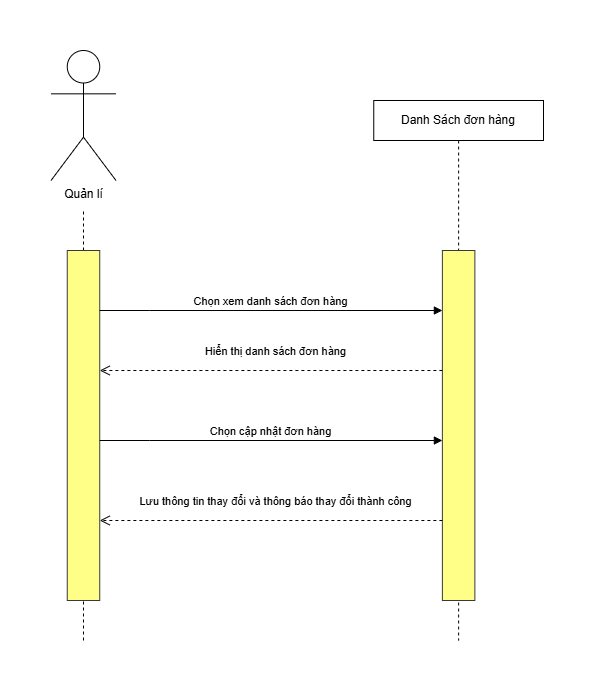 Danh Sách đơn hàng
Quản lí
Chọn xem danh sách đơn hàng
Hiển thị danh sách đơn hàng
Chọn cập nhật đơn hàng
Lưu thông tin thay đổi và thông báo thay đổi thành công